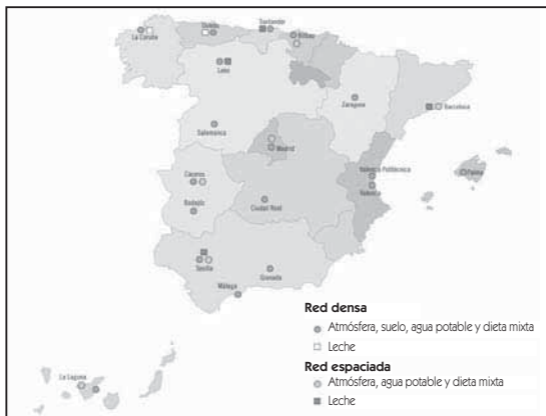 La Coruña
Oviedo
Santander
Bilbao
León
Zaragoza
Barcelona
Salamanca
Madrid
Cáceres
Valencia Politécnica
Palma
Valencia
Badajoz
Ciudad Real
Sevilla
Granada
Málaga
La Laguna
Red densa
Atmósfera, suelo, agua potable y dieta mixta
Leche
Red espaciada
Atmósfera, agua potable y dieta mixta
Leche